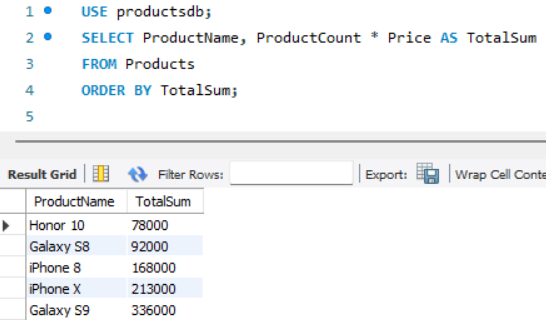 1 USE productsdb;
2 SELECT ProductName, ProductCount * Price AS TotalSum
3 FROM Products
4 ORDER BY TotalSum;
5
Result Grid Filter Rows: Export: Wrap Cell Conte
ProductName TotalSum
Honor 10 78000
Galaxy S8 92000
iPhone 8 168000
iPhone X 213000
Galaxy S9 336000